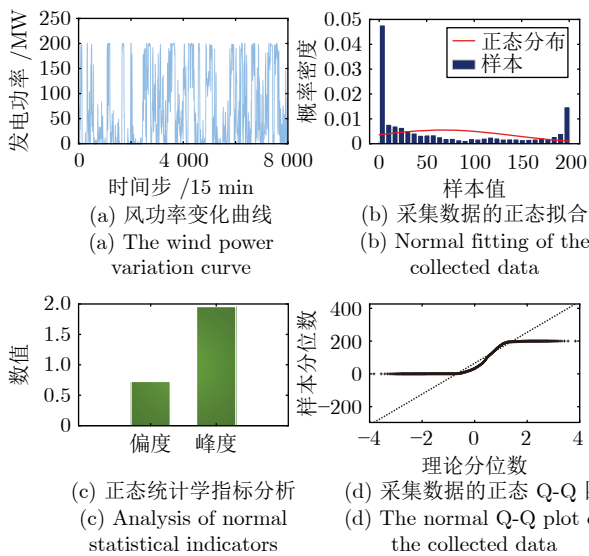 发电功率 /MW
250
200
150
100
50
0
0
4 000
8 000
时间步 /15 min
(a) 风功率变化曲线
(a) The wind power
variation curve
概率密度
0.05
0.04
0.03
0.02
0.01
0
正态分布
样本
0
50
100
150
200
样本值
(b) 采集数据的正态拟合
(b) Normal fitting of the
collected data
数值
2.0
1.5
1.0
0.5
0
偏度
峰度
(c) 正态统计学指标分析
(c) Analysis of normal
statistical indicators
样本分位数
400
200
0
−200
−4
−2
0
2
4
理论分位数
(d) 采集数据的正态 Q-Q
(d) The normal Q-Q plot
the collected data